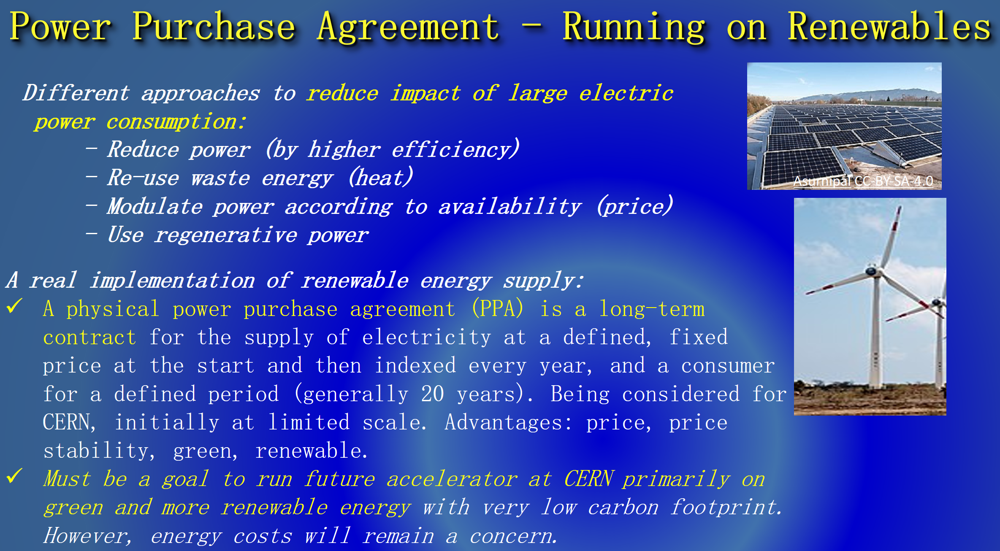 Power Purchase Agreement - Running on Renewables
Different approaches to reduce impact of large electric
power consumption:
- Reduce power (by higher efficiency)
- Re-use waste energy (heat)
- Modulate power according to availability (price)
- Use regenerative power
Asurnipal CC-BY-SA-4.0
A real implementation of renewable energy supply:
✓ A physical power purchase agreement (PPA) is a long-term
contract for the supply of electricity at a defined, fixed
price at the start and then indexed every year, and a consumer
for a defined period (generally 20 years). Being considered for
CERN, initially at limited scale. Advantages: price, price
stability, green, renewable.
✓ Must be a goal to run future accelerator at CERN primarily on
green and more renewable energy with very low carbon footprint.
However, energy costs will remain a concern.